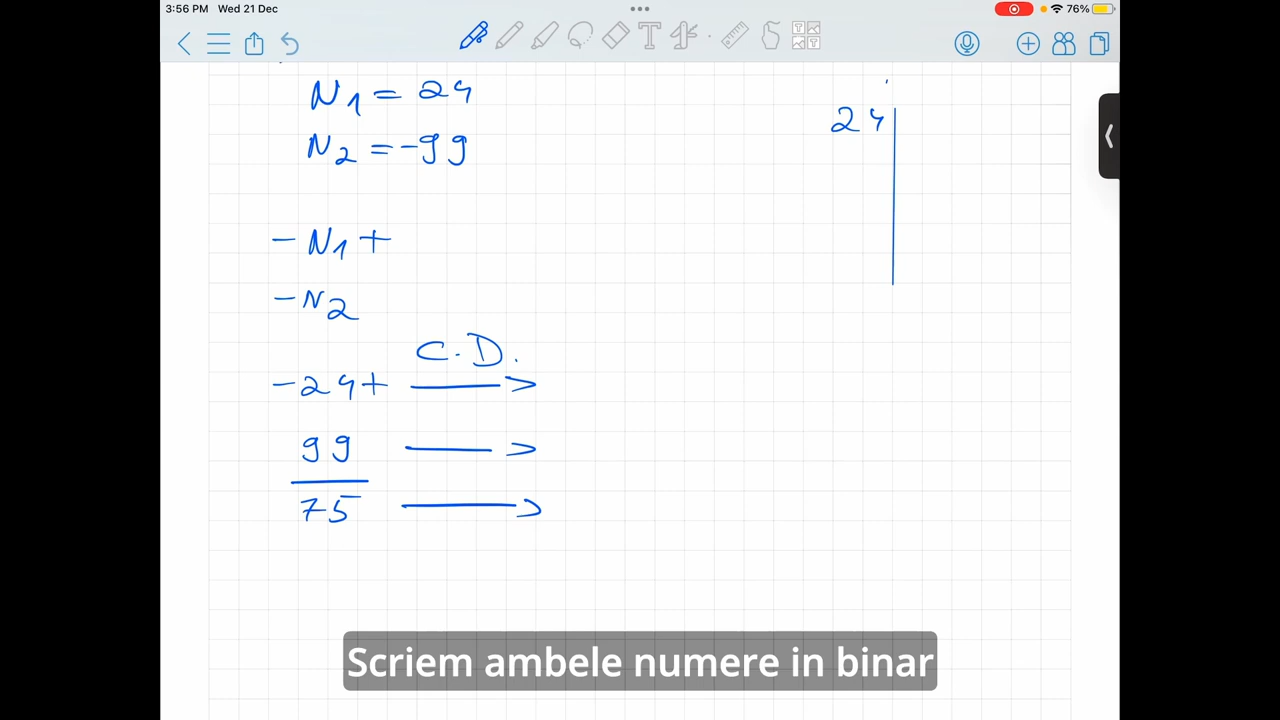 3:56 PM Wed 21 Dec
76%
N1 = 24
N2 = -99
24
- N1 +
- N2
C.D.
-24+
99
75
Scriem ambele numere in binar